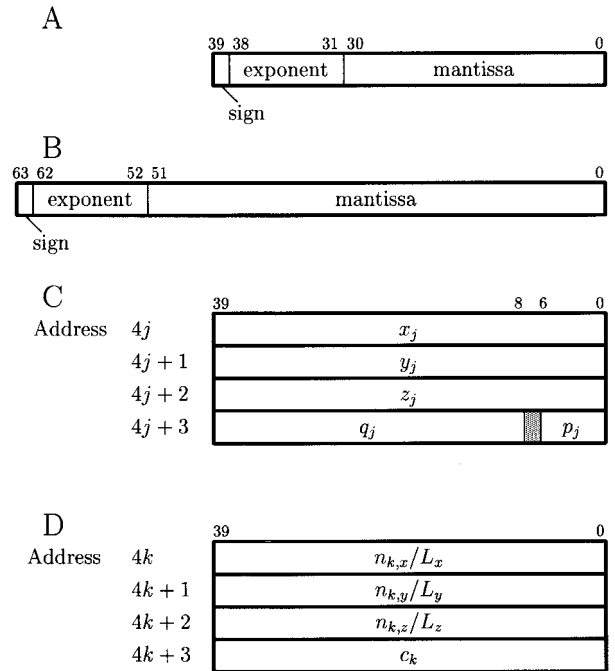 A
39 38 31 30 0
exponent mantissa
sign
B
63 62 52 51 0
exponent mantissa
sign
C
39 8 6 0
Address 4j x_j
4j + 1 y_j
4j + 2 z_j
4j + 3 q_j p_j
D
39 0
Address 4k n_{k,x}/L_x
4k + 1 n_{k,y}/L_y
4k + 2 n_{k,z}/L_z
4k + 3 c_k